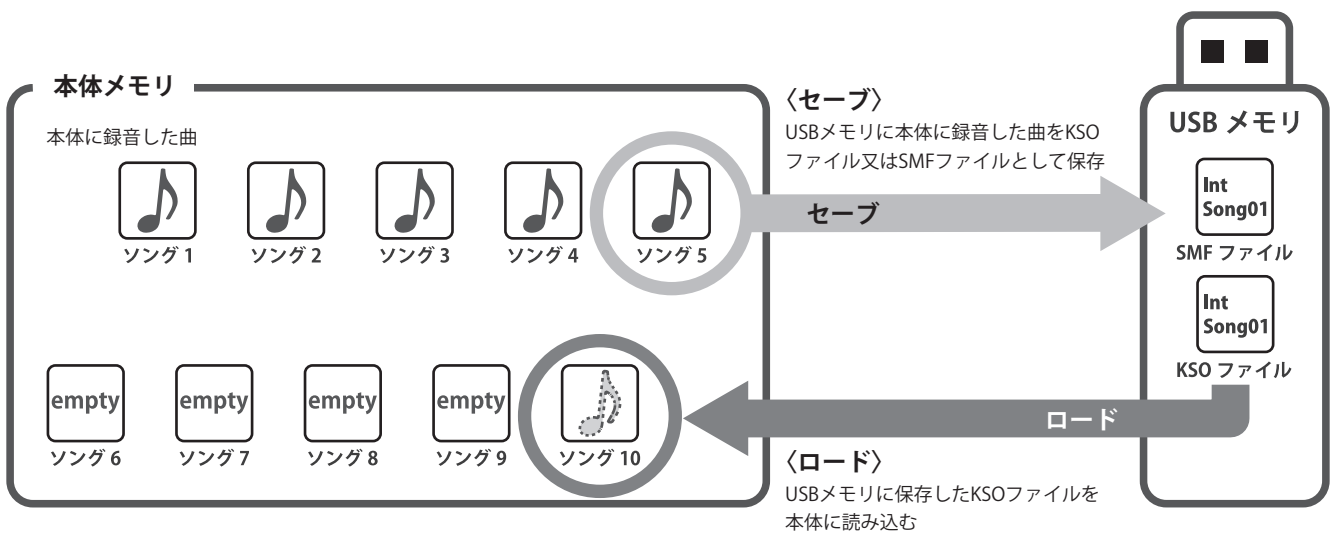 本体メモリ
本体に録音した曲
ソング 1
ソング 2
ソング 3
ソング 4
ソング 5
empty
empty
empty
empty
ソング 6
ソング 7
ソング 8
ソング 9
ソング 10
〈セーブ〉
USBメモリに本体に録音した曲をKSO
ファイル又はSMFファイルとして保存
セーブ
ロード
〈ロード〉
USBメモリに保存したKSOファイルを
本体に読み込む
USB メモリ
Int
Song01
SMF ファイル
Int
Song01
KSO ファイル